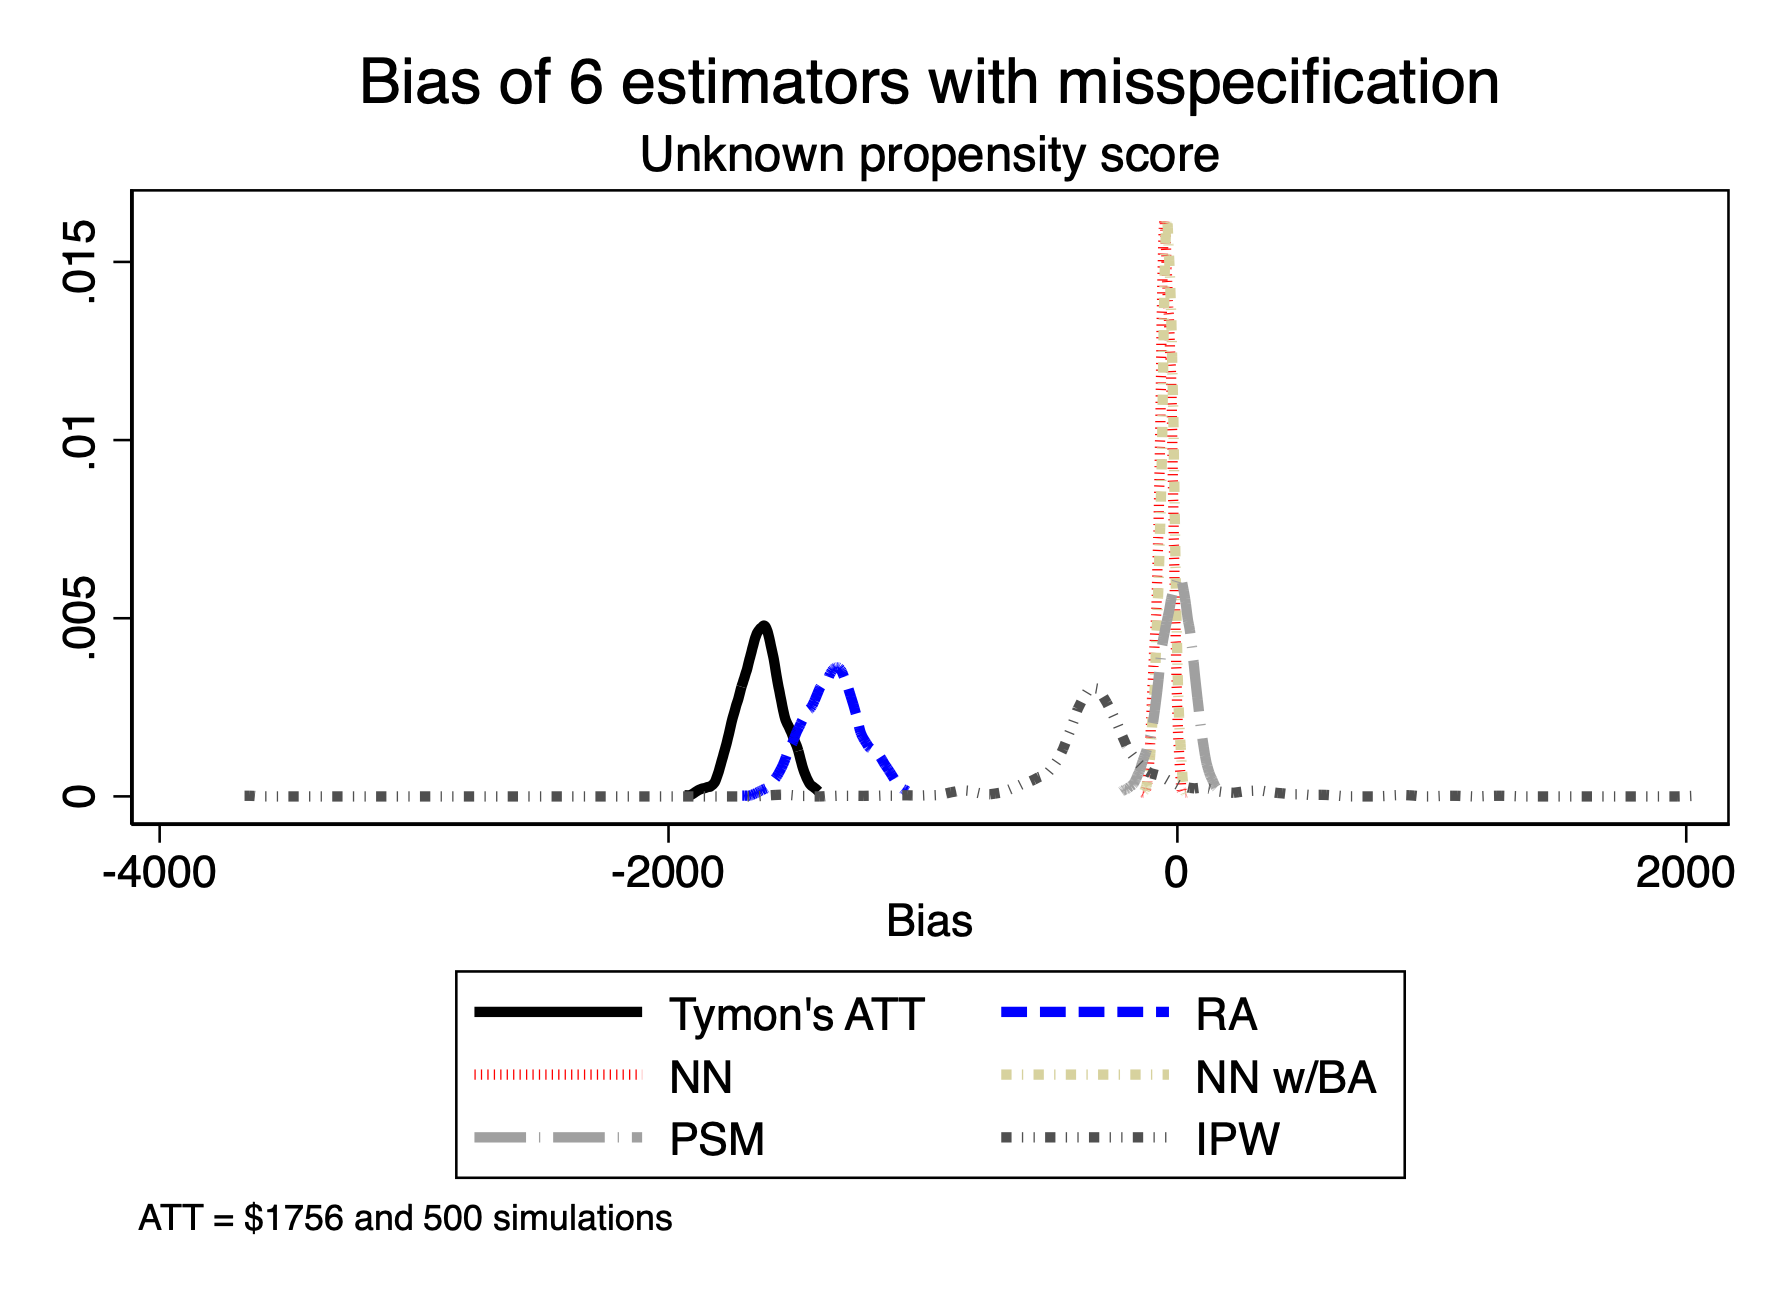 Bias of 6 estimators with misspecification
Unknown propensity score
.015
.01
.005
0
-4000 -2000 0 2000
Bias
Tymon's ATT RA
NN NN w/BA
PSM IPW
ATT = $1756 and 500 simulations